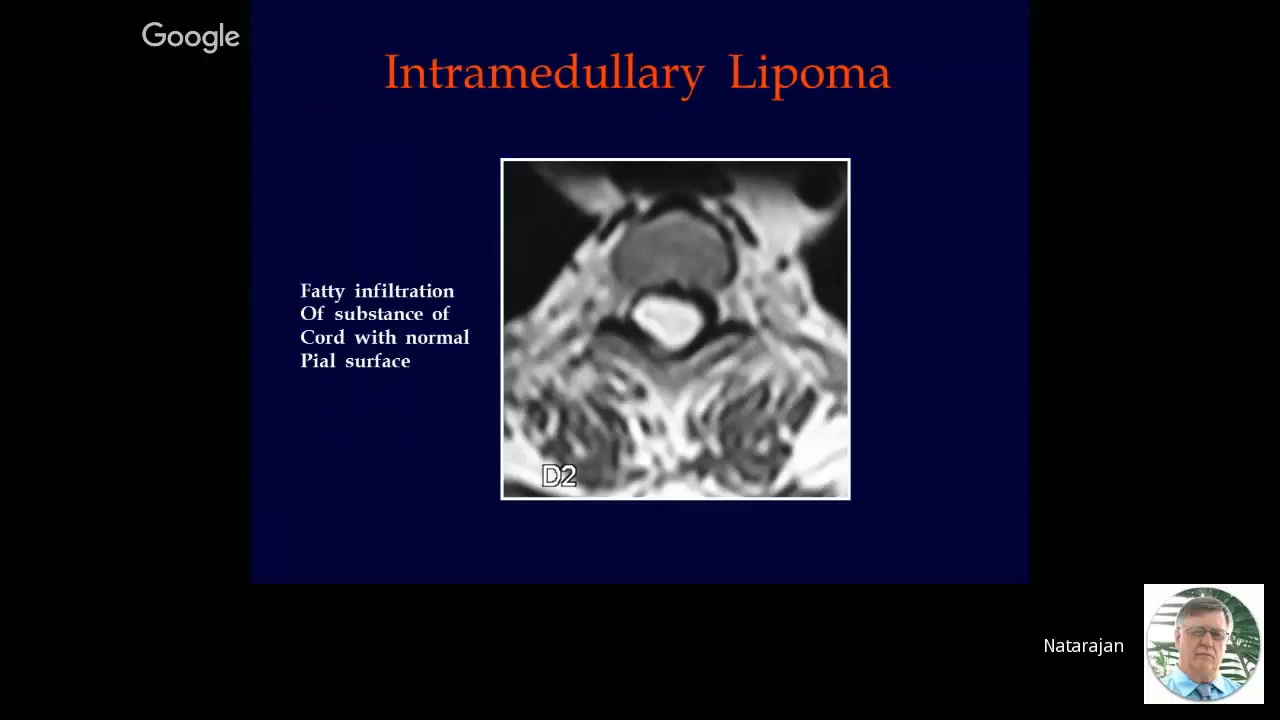 Google
Intramedullary Lipoma
Fatty infiltration
Of substance of
Cord with normal
Pial surface
D2
Natarajan